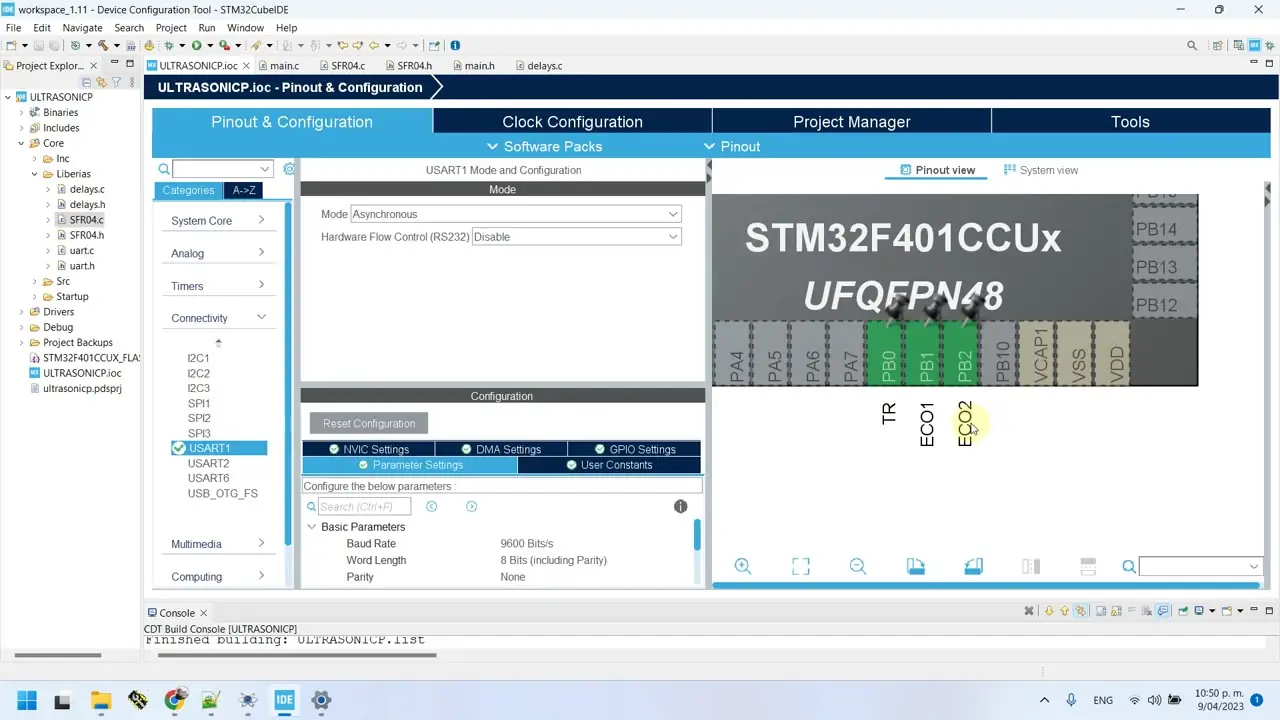 workspace_1.11 - Device Configuration Tool - STM32CubeIDE
File Edit Navigate Search Project Run Window Help
Project Explor...
ULTRASONICP.ioc main.c SFR04.c SFR04.h main.h delays.c
ULTRASONICP
Binaries
Includes
Core
Inc
Liberias
delays.c
delays.h
SFR04.c
SFR04.h
uart.c
uart.h
Src
Startup
Drivers
Debug
Project Backups
STM32F401CCUX_FLA
ULTRASONICP.ioc
ultrasonicp.pdsprj
ULTRASONICP.ioc - Pinout & Configuration
Pinout & Configuration Clock Configuration Project Manager Tools
Software Packs Pinout
Categories A->Z
System Core
Analog
Timers
Connectivity
I2C1
I2C2
I2C3
SPI1
SPI2
SPI3
USART1
USART2
USART6
USB_OTG_FS
Multimedia
Computing
USART1 Mode and Configuration
Mode
Mode Asynchronous
Hardware Flow Control (RS232) Disable
Configuration
Reset Configuration
NVIC Settings DMA Settings GPIO Settings
Parameter Settings User Constants
Configure the below parameters :
Search (Ctrl+F)
Basic Parameters
Baud Rate 9600 Bits/s
Word Length 8 Bits (including Parity)
Parity None
Pinout view System view
STM32F401CCUx
UFQFPN48
PB14
PB13
PB12
PA4 PA5 PA6 PA7 PB0 PB1 PB2 PB10 VCAP1 VSS VDD
TR ECO1 ECO2
Console
CDT Build Console [ULTRASONICP]
Finished building: ULTRASONICP.list
IDE
ENG
10:50 p. m.
9/04/2023
1